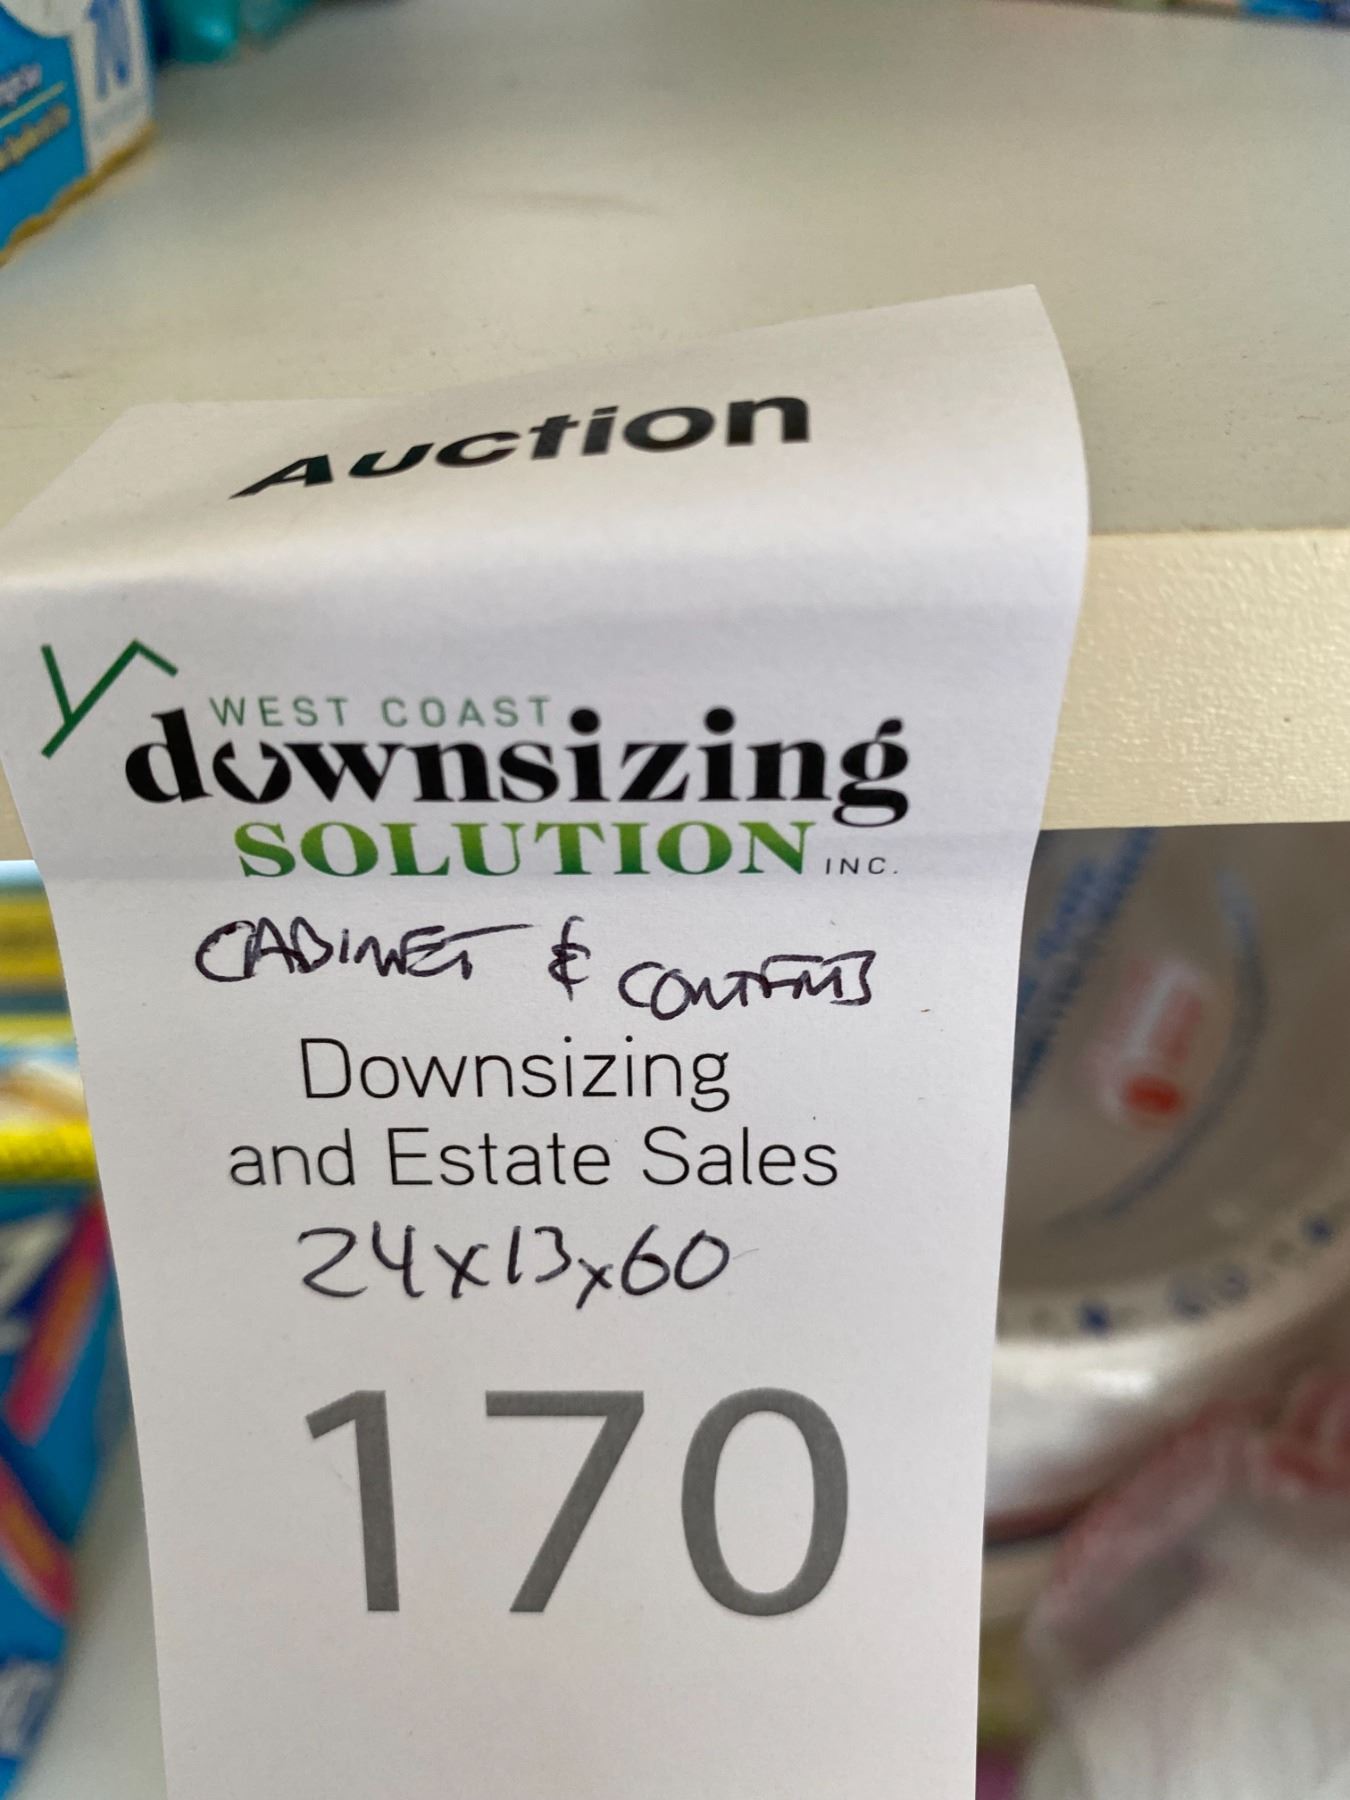 Auction
WEST COAST
downsizing
SOLUTION INC.
CABINET & CONTENTS
Downsizing
and Estate Sales
24x13x60
170